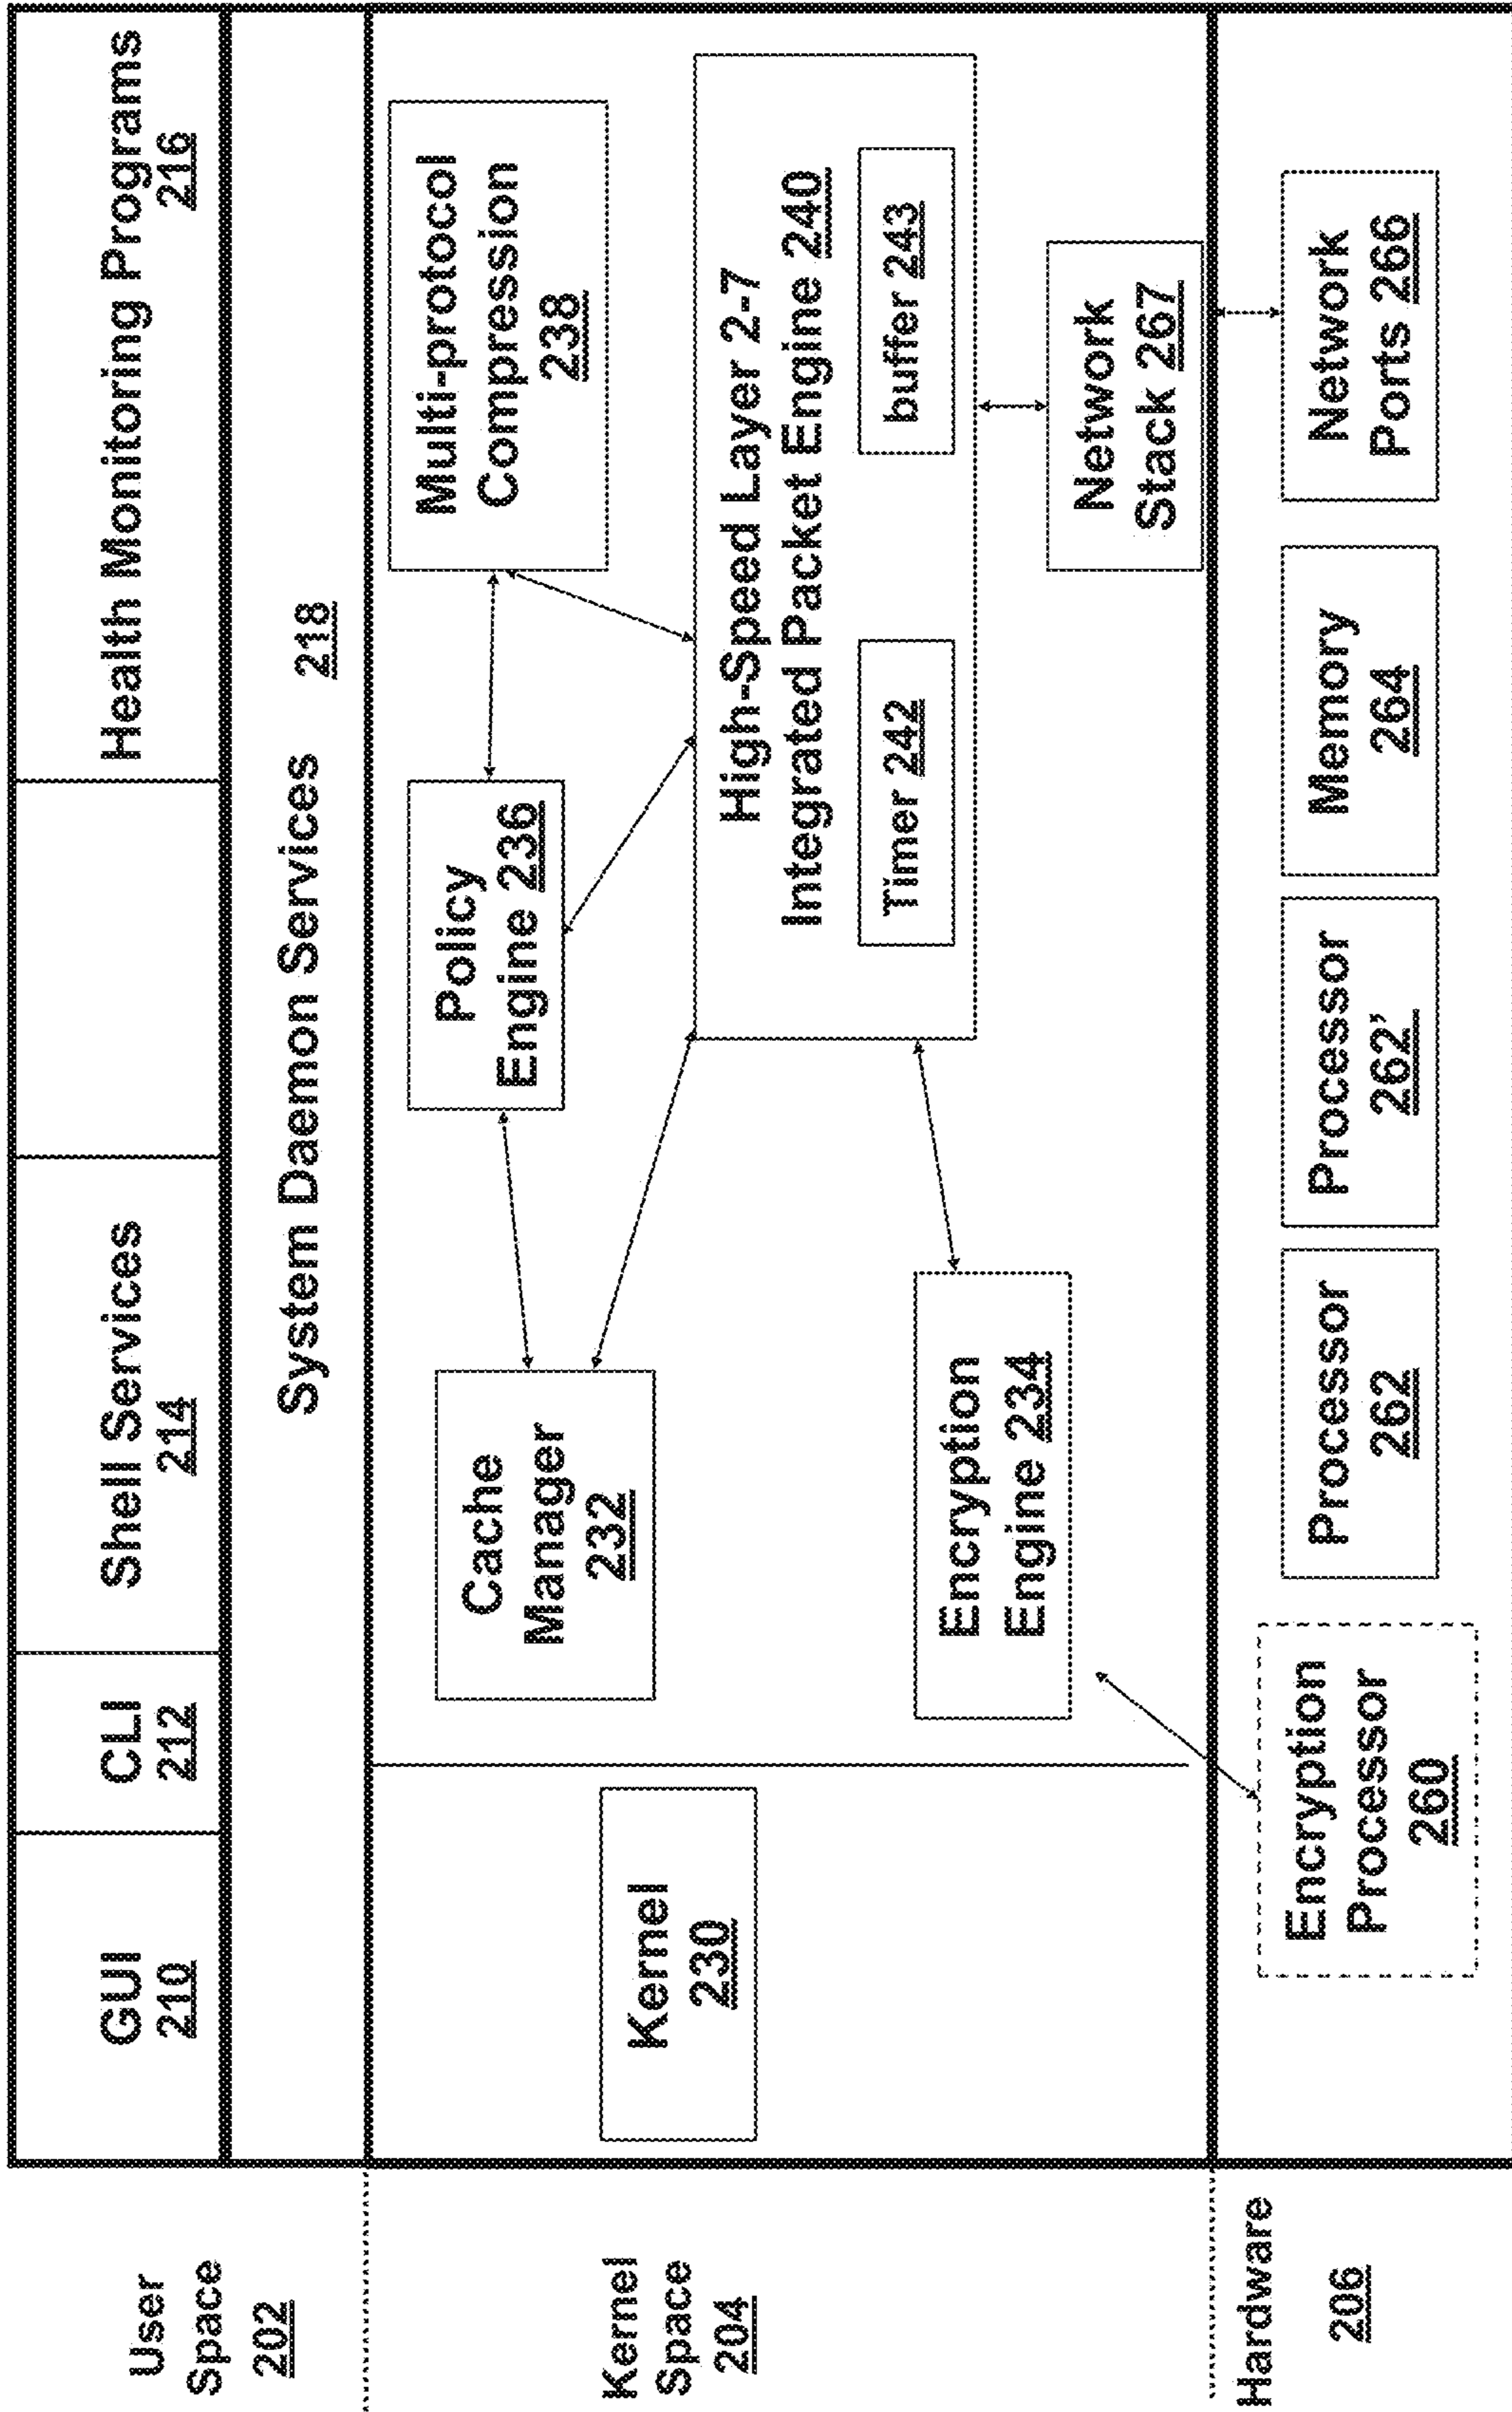 User
Space
202
GUI
210
CLI
212
Shell Services
214
Health Monitoring Programs
216
System Daemon Services
218
Kernel
Space
204
Kernel
230
Cache
Manager
232
Policy
Engine 236
Multi-protocol
Compression
238
High-Speed Layer 2-7
Integrated Packet Engine 240
Timer 242
buffer 243
Encryption
Engine 234
Network
Stack 267
Hardware
206
Encryption
Processor
260
Processor
262
Processor
262’
Memory
264
Network
Ports 266